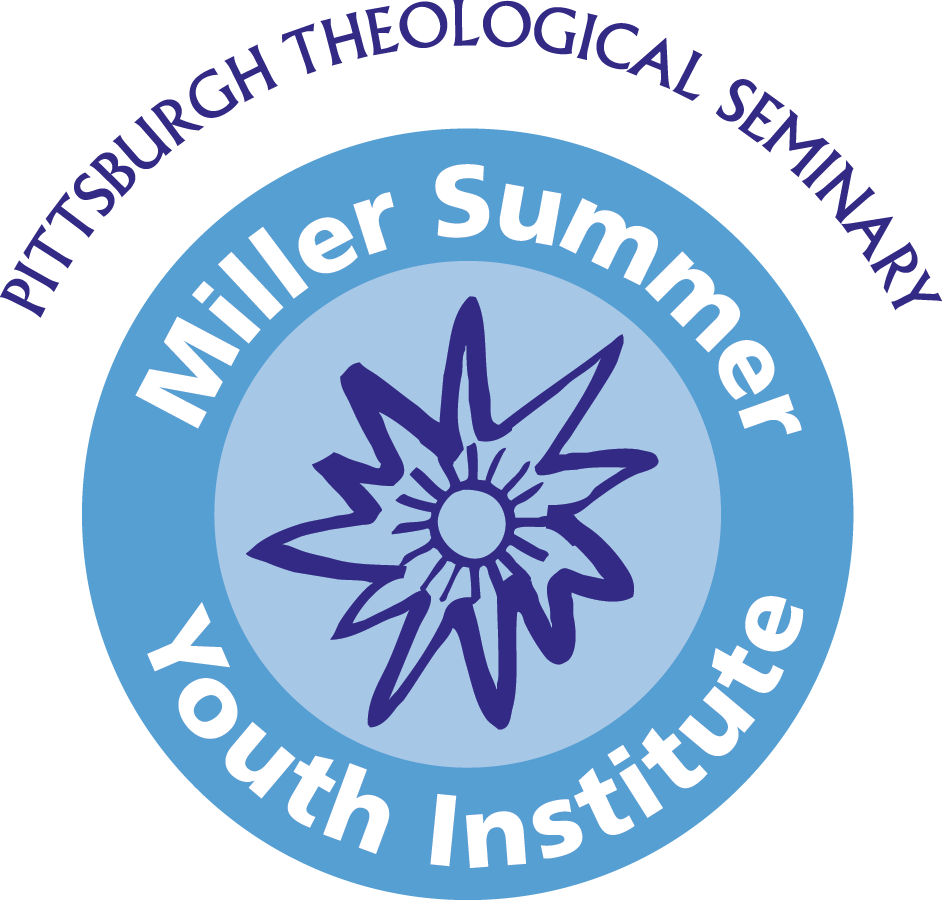 PITTSBURGH THEOLOGICAL SEMINARY
Miller Summer
Youth Institute